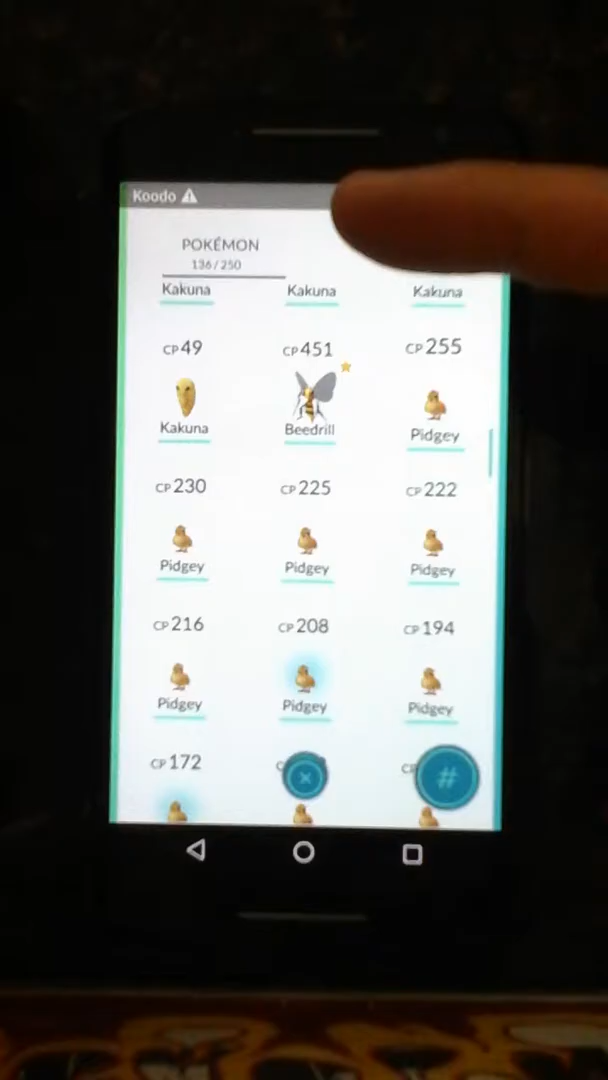 Koodo
POKÉMON
136 / 250
Kakuna Kakuna Kakuna
CP49 CP451 CP255
Kakuna Beedrill Pidgey
CP230 CP225 CP222
Pidgey Pidgey Pidgey
CP216 CP208 CP194
Pidgey Pidgey Pidgey
CP172
#